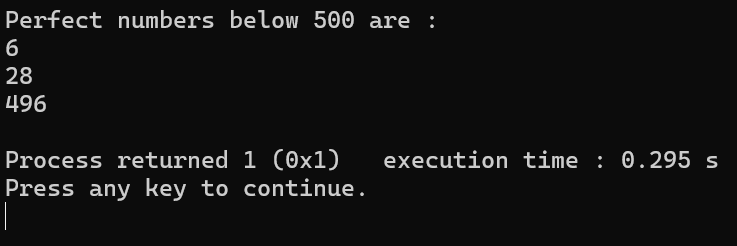 Perfect numbers below 500 are :
6
28
496
Process returned 1 (0x1)   execution time : 0.295 s
Press any key to continue.